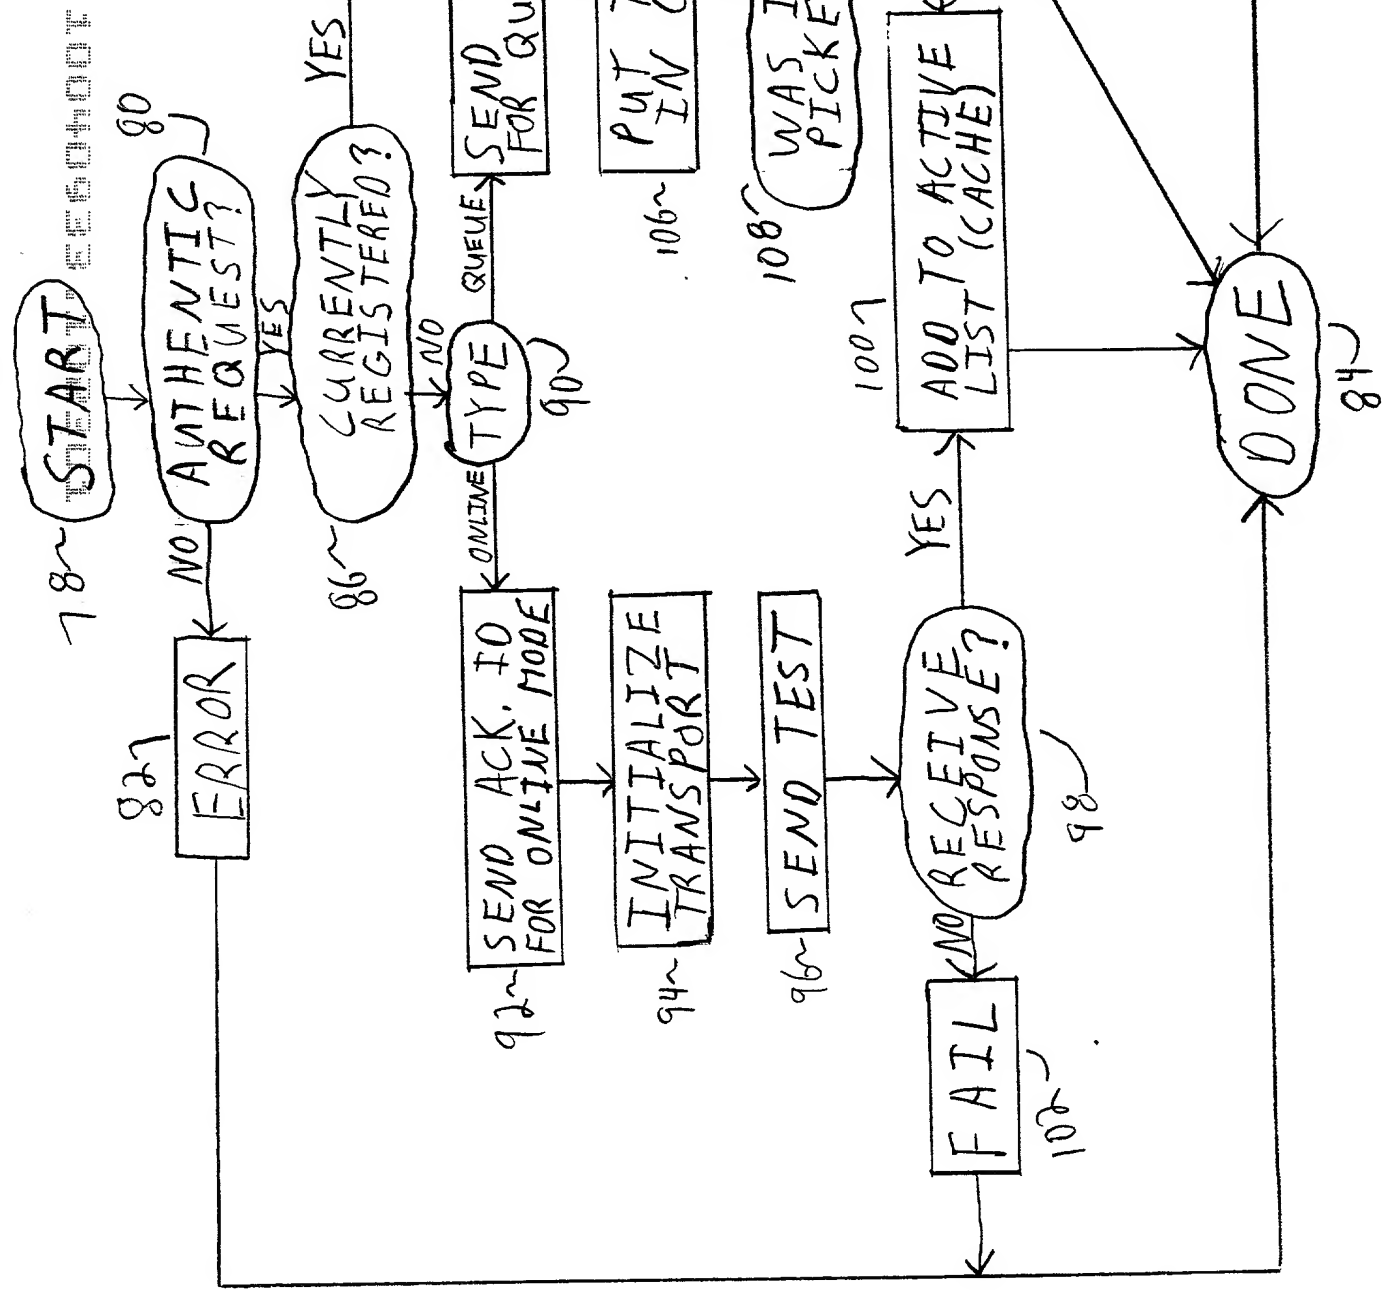 78
START
80
AUTHENTIC
REQUEST?
NO
YES
82
ERROR
86
CURRENTLY
REGISTERED?
YES
NO
TYPE
90
ONLINE
QUEUE
92
SEND ACK. IO
FOR ONLINE MODE
SEND
FOR QU
94
INITIALIZE
TRANSPORT
106
PUT
IN
96
SEND TEST
108
WAS I
PICKE
98
RECEIVE
RESPONSE?
NO
YES
100
ADD TO ACTIVE
LIST (CACHE)
102
FAIL
DONE
84